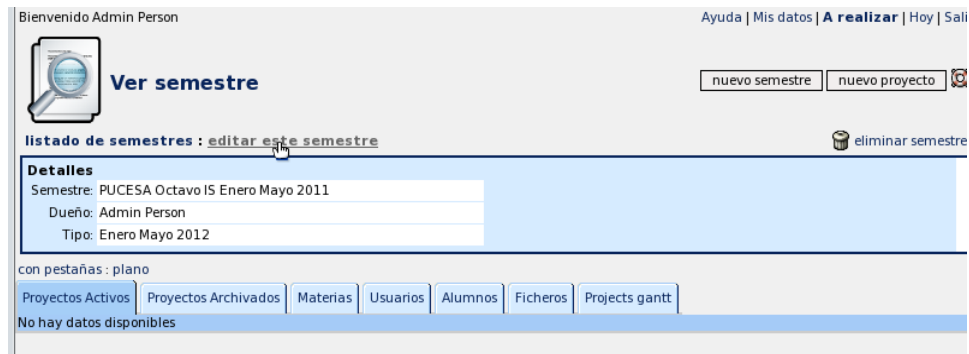 Bienvenido Admin Person
Ayuda | Mis datos | A realizar | Hoy | Sali
Ver semestre
nuevo semestre
nuevo proyecto
listado de semestres : editar este semestre
eliminar semestre
Detalles
Semestre: PUCESA Octavo IS Enero Mayo 2011
Dueño: Admin Person
Tipo: Enero Mayo 2012
con pestañas : plano
Proyectos Activos
Proyectos Archivados
Materias
Usuarios
Alumnos
Ficheros
Projects gantt
No hay datos disponibles